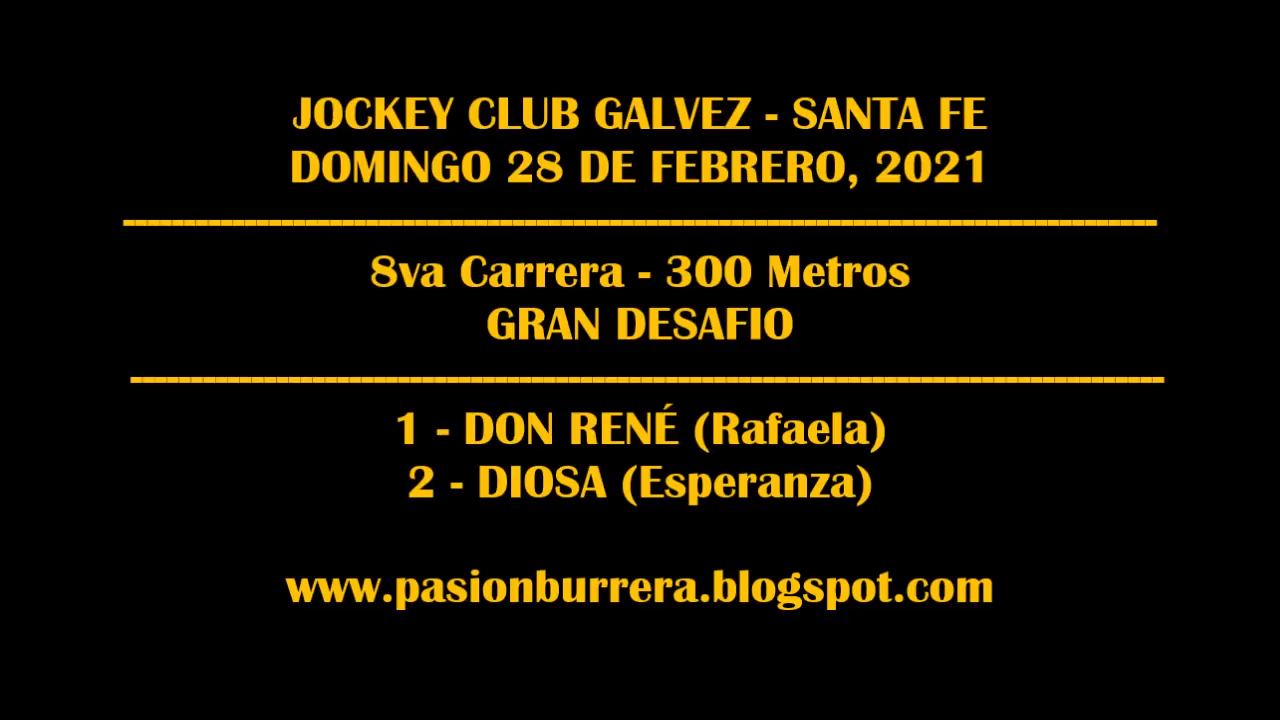 JOCKEY CLUB GALVEZ - SANTA FE
DOMINGO 28 DE FEBRERO, 2021
8va Carrera - 300 Metros
GRAN DESAFIO
1 - DON RENÉ (Rafaela)
2 - DIOSA (Esperanza)
www.pasionburrera.blogspot.com